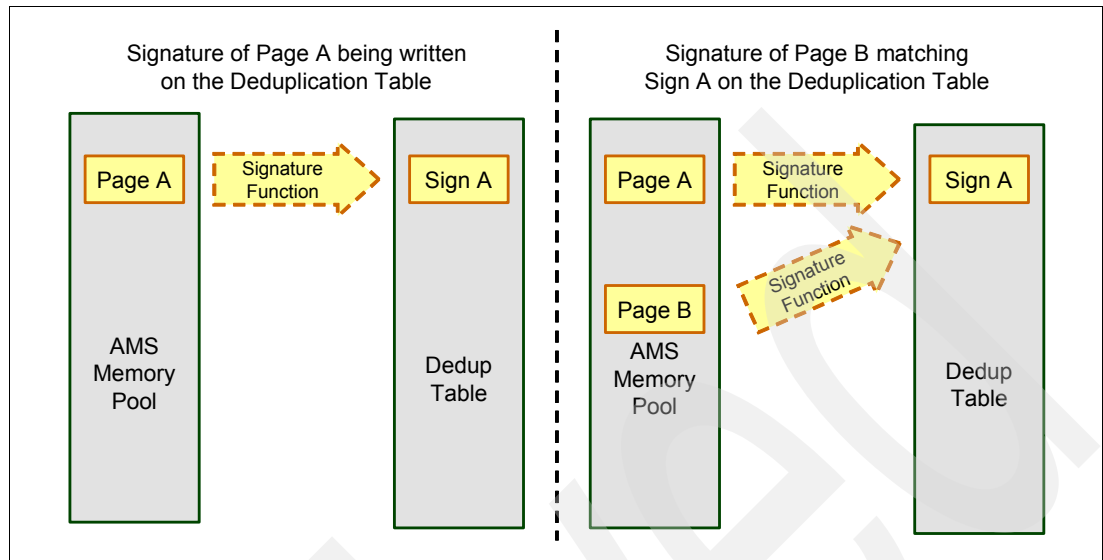 Signature of Page A being written
on the Deduplication Table
Page A
Signature
Function
Sign A
AMS
Memory
Pool
Dedup
Table
Signature of Page B matching
Sign A on the Deduplication Table
Page A
Signature
Function
Sign A
Signature
Function
Page B
AMS
Memory
Pool
Dedup
Table